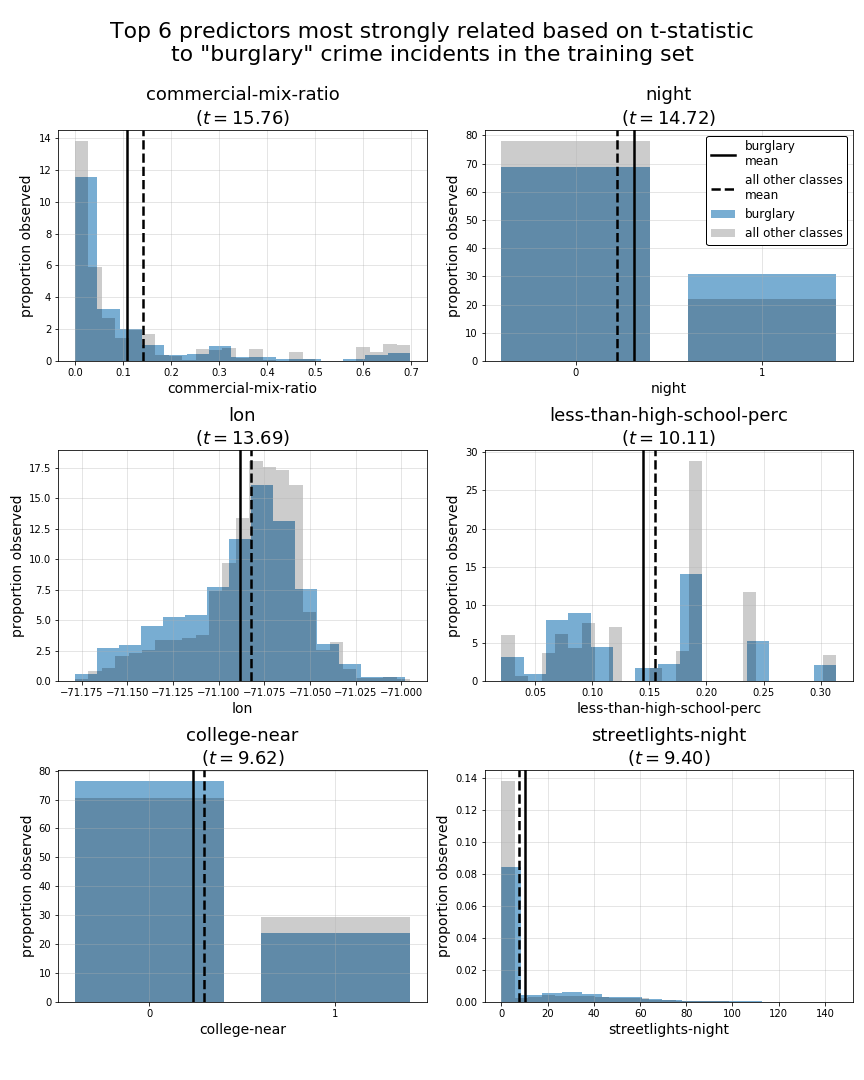 Top 6 predictors most strongly related based on t-statistic
to "burglary" crime incidents in the training set
commercial-mix-ratio
(t = 15.76)
proportion observed
14
12
10
8
6
4
2
0
0.0 0.1 0.2 0.3 0.4 0.5 0.6 0.7
commercial-mix-ratio
night
(t = 14.72)
proportion observed
80
70
60
50
40
30
20
10
0
burglary
mean
all other classes
mean
burglary
all other classes
0 1
night
lon
(t = 13.69)
proportion observed
17.5
15.0
12.5
10.0
7.5
5.0
2.5
0.0
−71.175 −71.150 −71.125 −71.100 −71.075 −71.050 −71.025 −71.000
lon
less-than-high-school-perc
(t = 10.11)
proportion observed
30
25
20
15
10
5
0
0.05 0.10 0.15 0.20 0.25 0.30
less-than-high-school-perc
college-near
(t = 9.62)
proportion observed
80
70
60
50
40
30
20
10
0
0 1
college-near
streetlights-night
(t = 9.40)
proportion observed
0.14
0.12
0.10
0.08
0.06
0.04
0.02
0.00
0 20 40 60 80 100 120 140
streetlights-night